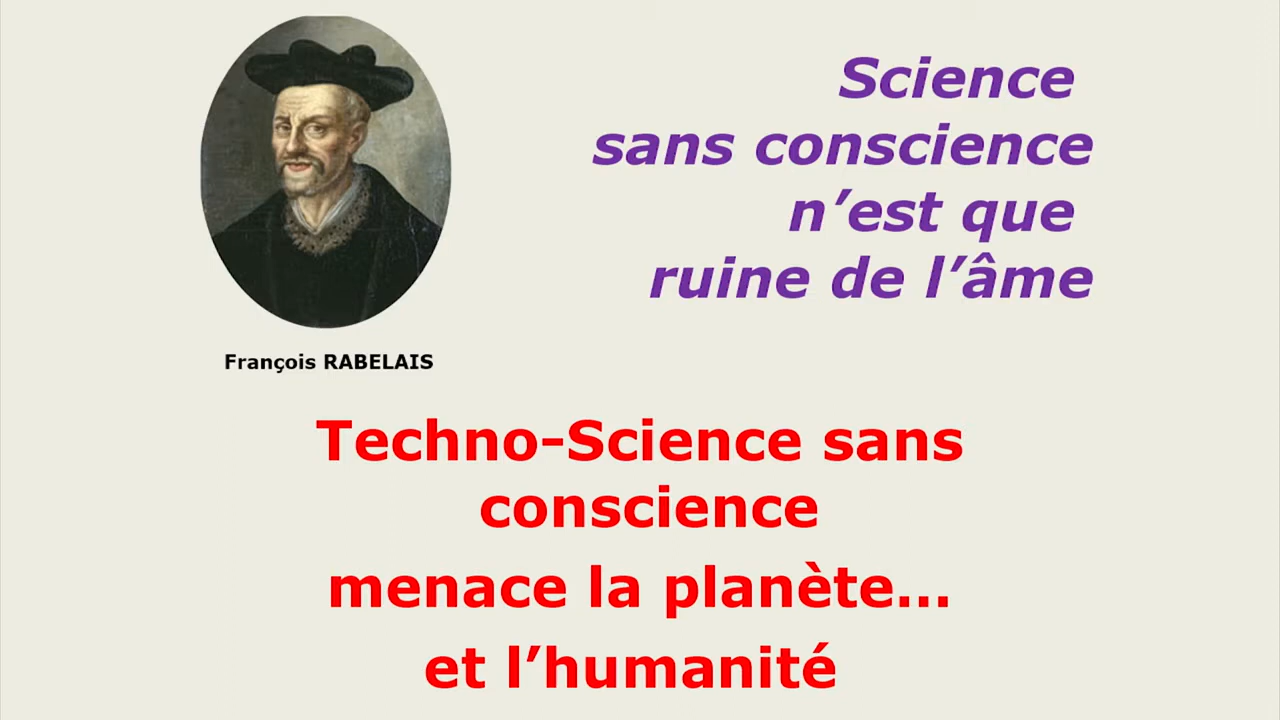 Science
sans conscience
n’est que
ruine de l’âme
François RABELAIS
Techno-Science sans
conscience
menace la planète...
et l’humanité